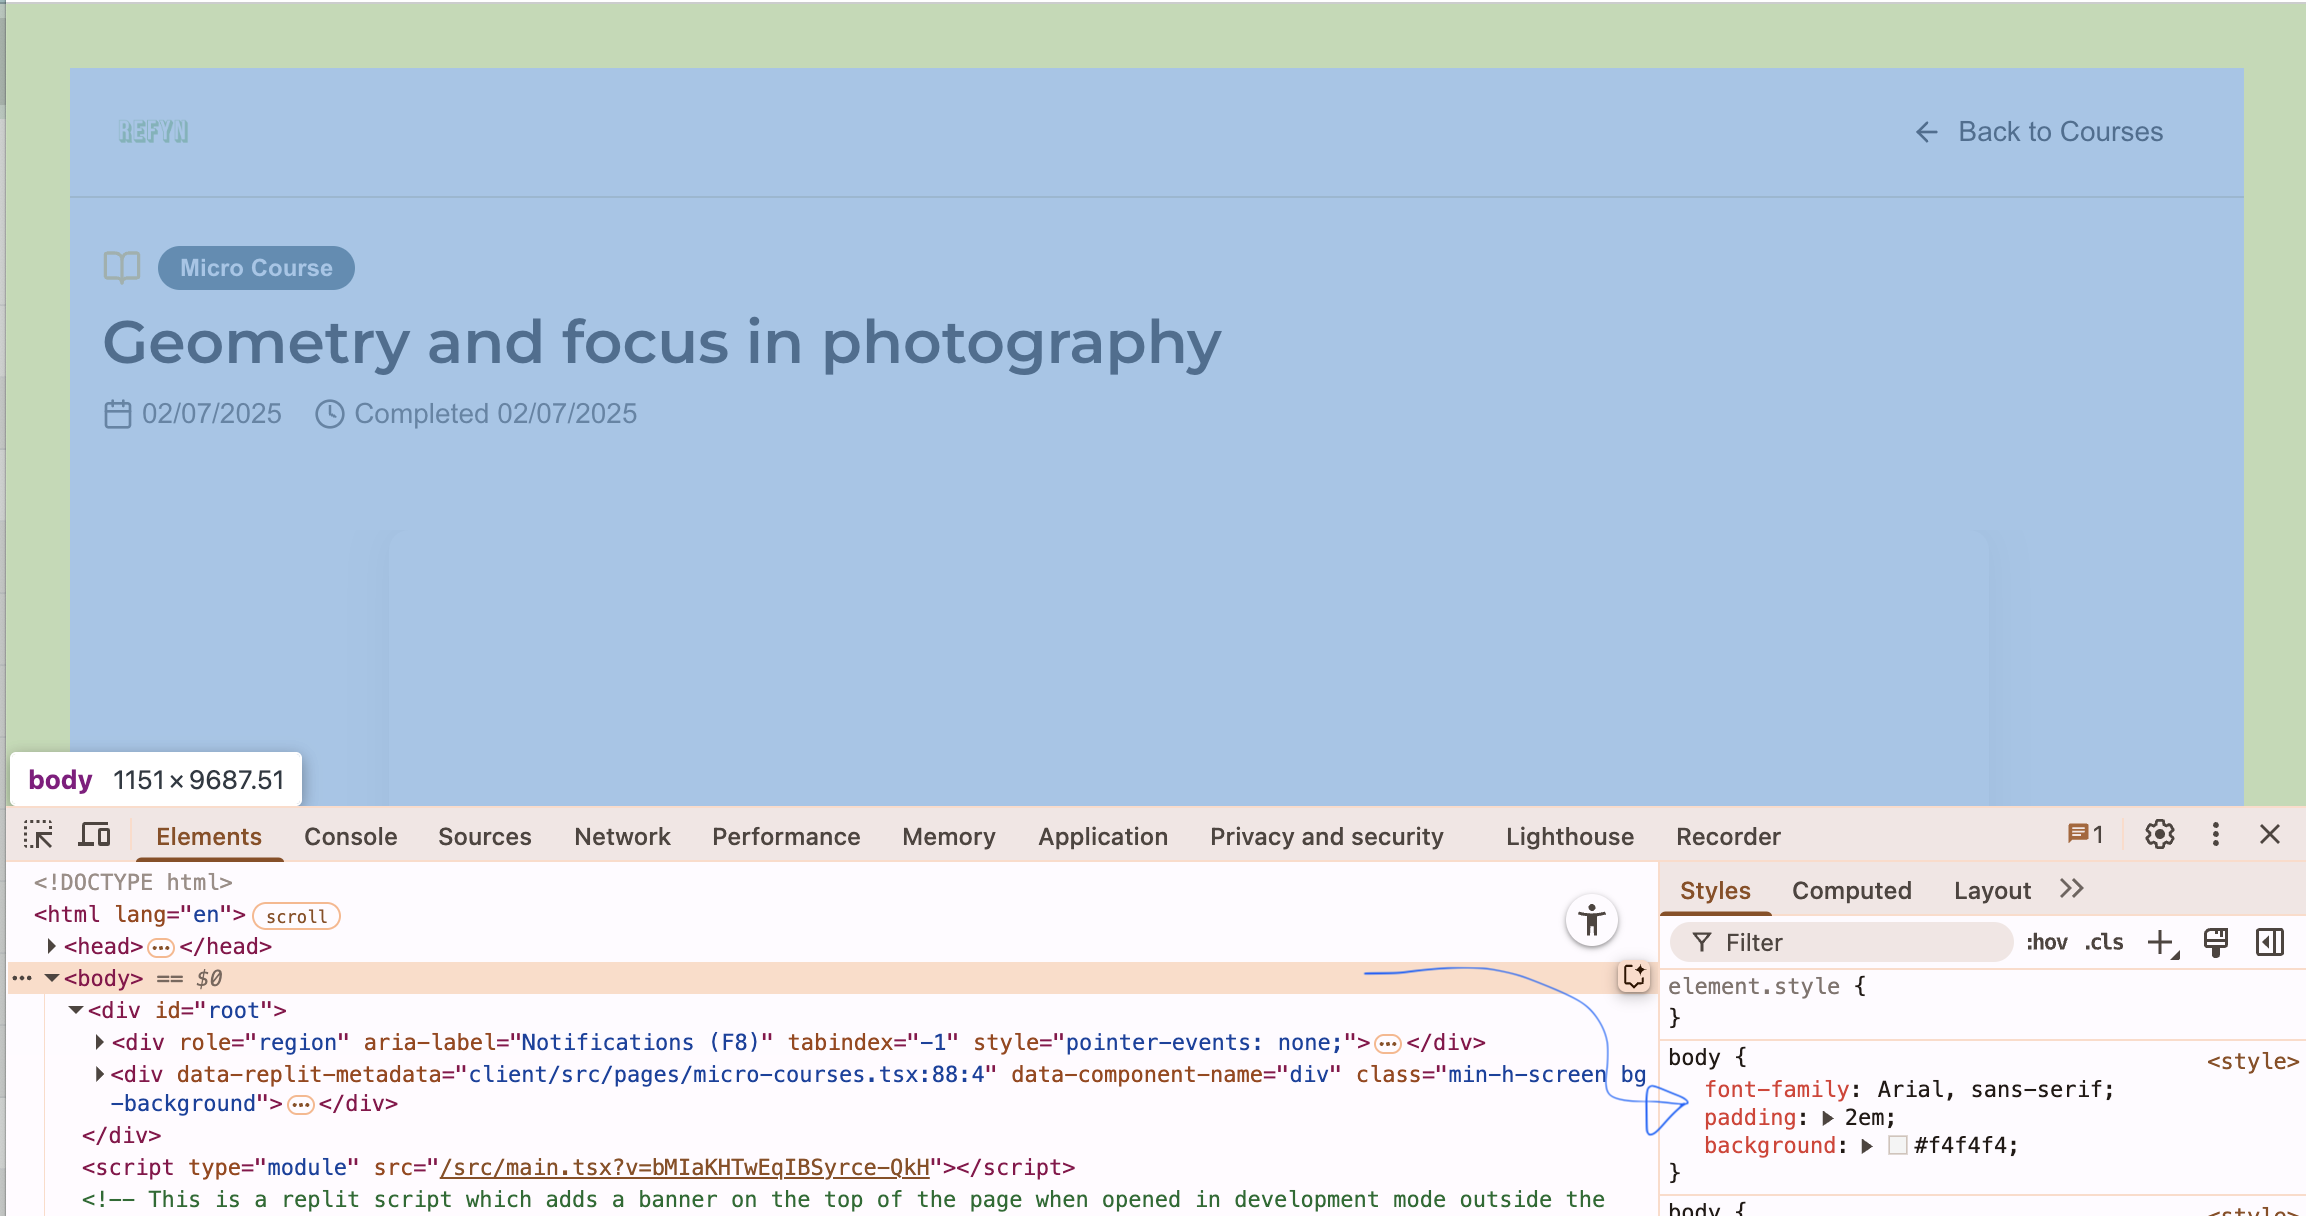 REFYN
Back to Courses
Micro Course
Geometry and focus in photography
02/07/2025 Completed 02/07/2025
body 1151×9687.51
Elements Console Sources Network Performance Memory Application Privacy and security Lighthouse Recorder 1
<!DOCTYPE html>
<html lang="en"> scroll
<head> ••• </head>
••• <body> == $0
<div id="root">
<div role="region" aria-label="Notifications (F8)" tabindex="-1" style="pointer-events: none;"> ••• </div>
<div data-replit-metadata="client/src/pages/micro-courses.tsx:88:4" data-component-name="div" class="min-h-screen bg
-background"> ••• </div>
</div>
<script type="module" src="/src/main.tsx?v=bMIaKHTwEqIBSyrce-QkH"></script>
<!-- This is a replit script which adds a banner on the top of the page when opened in development mode outside the
Styles Computed Layout
Filter :hov .cls
element.style {
}
body { <style>
font-family: Arial, sans-serif;
padding: 2em;
background: #f4f4f4;
}
body { <style>